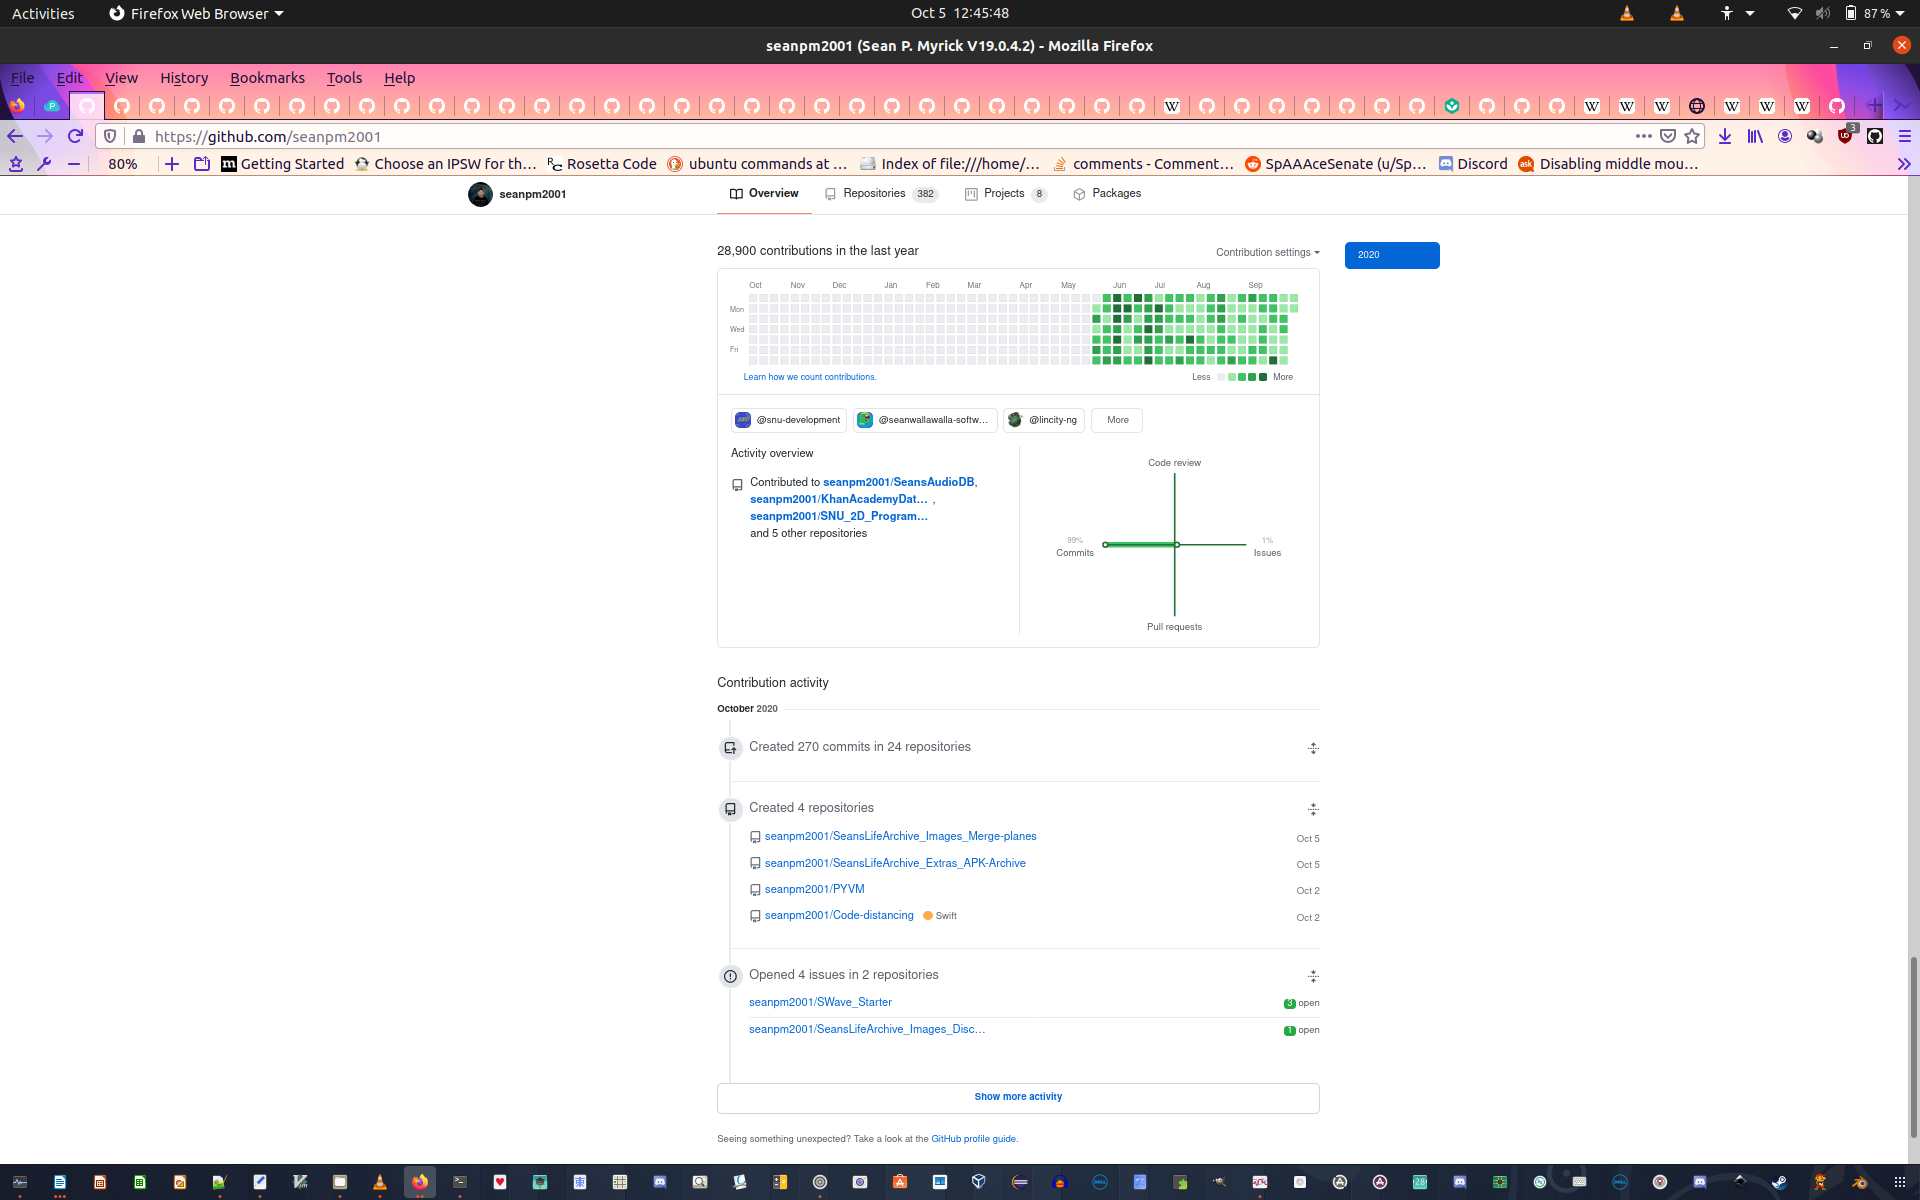 Activities Firefox Web Browser Oct 5 12:45:48 87 %
seanpm2001 (Sean P. Myrick V19.0.4.2) - Mozilla Firefox
File Edit View History Bookmarks Tools Help
https://github.com/seanpm2001 3
80% Getting Started Choose an IPSW for th… Rosetta Code ubuntu commands at … Index of file:///home/… comments - Comment… SpAAAceSenate (u/Sp… Discord Disabling middle mou…
seanpm2001 Overview Repositories 382 Projects 8 Packages
28,900 contributions in the last year Contribution settings 2020
Oct Nov Dec Jan Feb Mar Apr May Jun Jul Aug Sep
Mon
Wed
Fri
Learn how we count contributions. Less More
@snu-development @seanwallawalla-softw… @lincity-ng More
Activity overview
Contributed to seanpm2001/SeansAudioDB,
seanpm2001/KhanAcademyDat… ,
seanpm2001/SNU_2D_Program…
and 5 other repositories
Code review
99% Commits
1% Issues
Pull requests
Contribution activity
October 2020
Created 270 commits in 24 repositories
Created 4 repositories
seanpm2001/SeansLifeArchive_Images_Merge-planes Oct 5
seanpm2001/SeansLifeArchive_Extras_APK-Archive Oct 5
seanpm2001/PYVM Oct 2
seanpm2001/Code-distancing Swift Oct 2
Opened 4 issues in 2 repositories
seanpm2001/SWave_Starter 3 open
seanpm2001/SeansLifeArchive_Images_Disc… 1 open
Show more activity
Seeing something unexpected? Take a look at the GitHub profile guide.